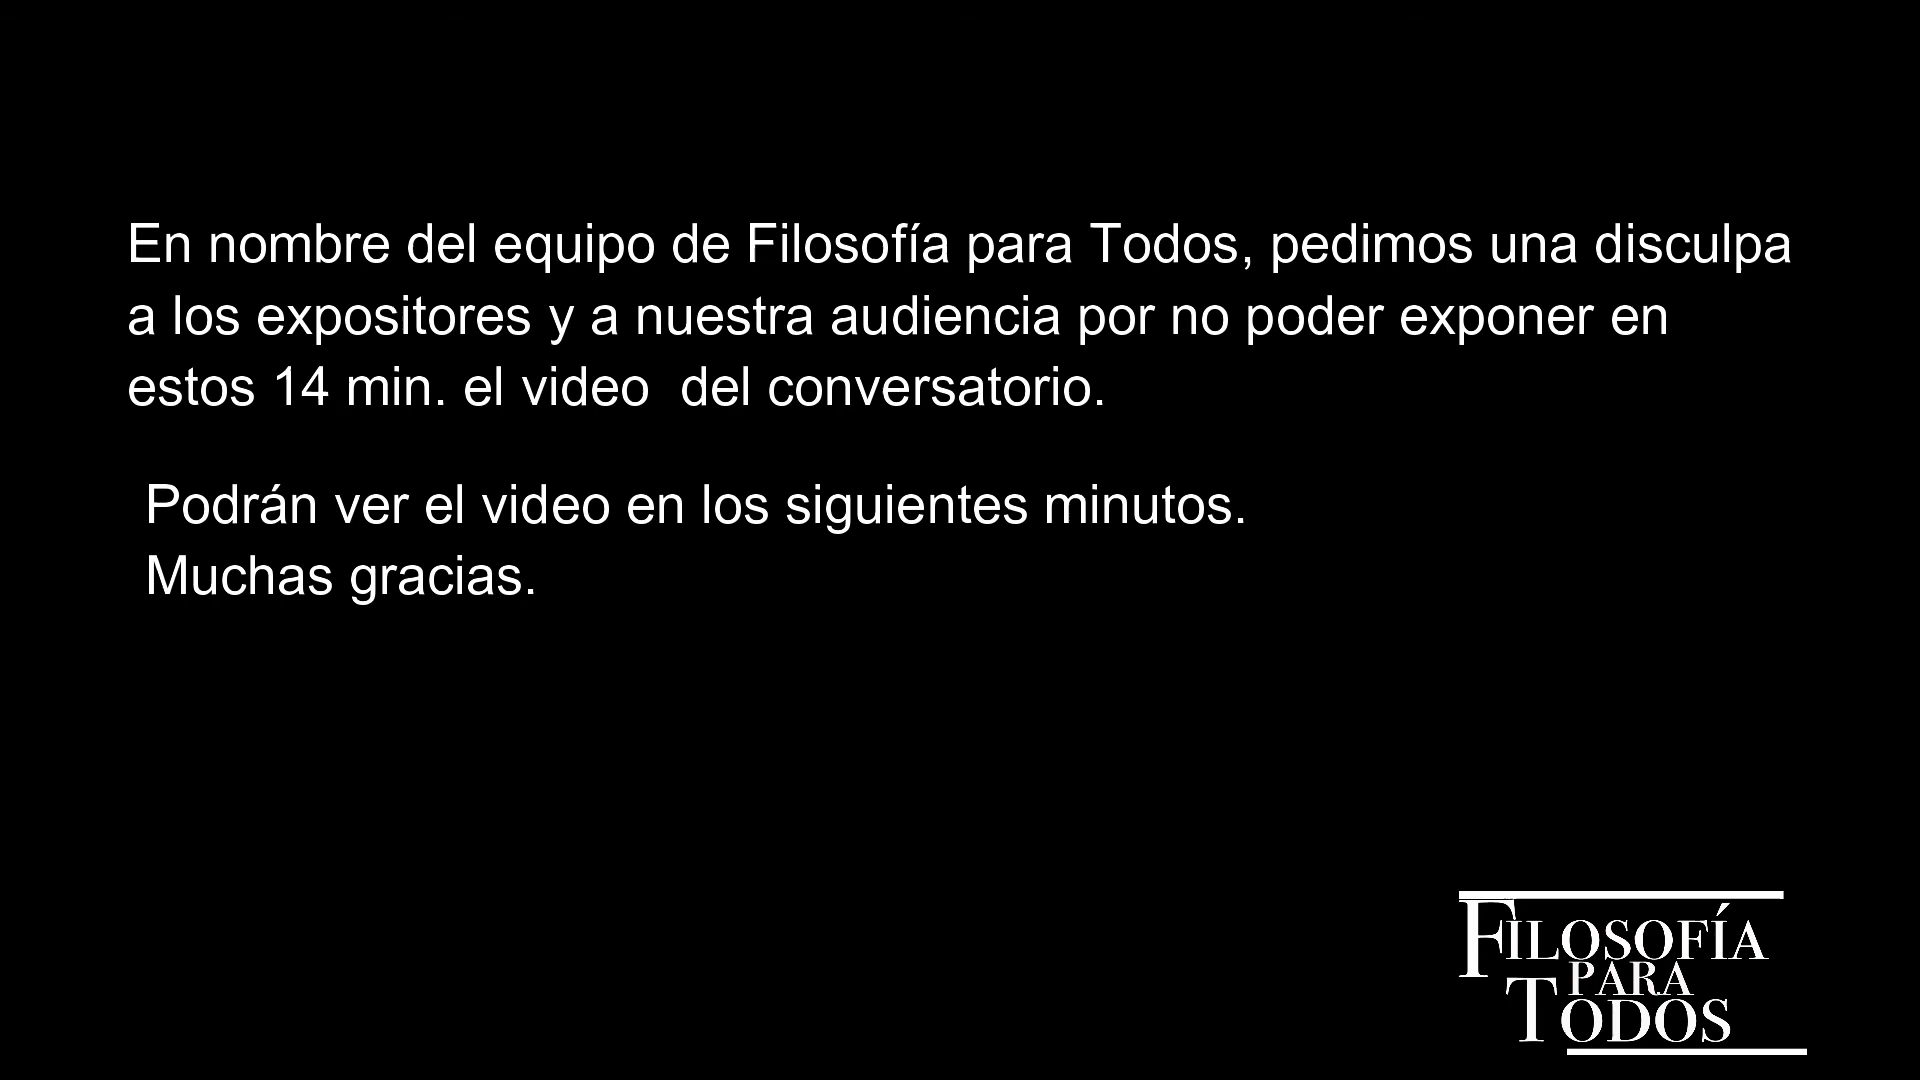 En nombre del equipo de Filosofía para Todos, pedimos una disculpa
a los expositores y a nuestra audiencia por no poder exponer en
estos 14 min. el video  del conversatorio.
Podrán ver el video en los siguientes minutos.
Muchas gracias.
FILOSOFÍA
PARA
TODOS